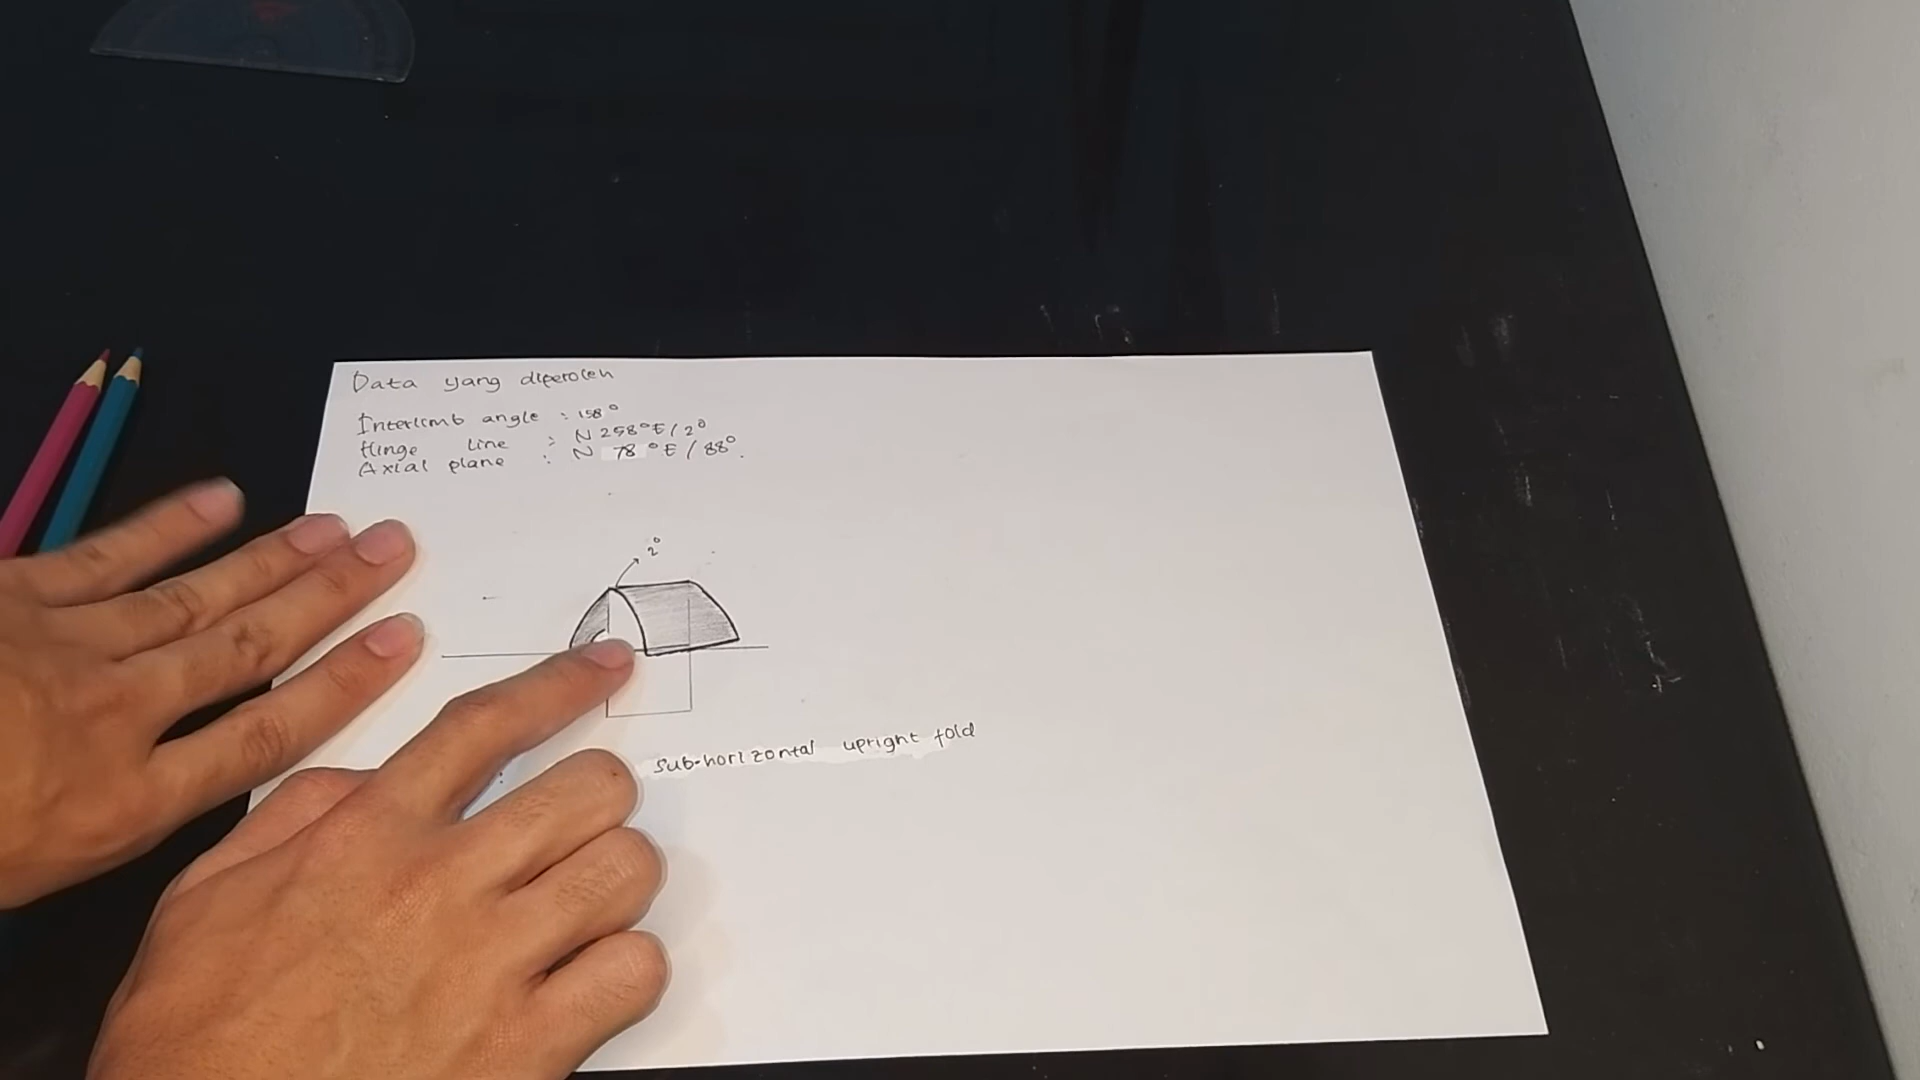 Data yang diperoleh
Interlimb angle : 158°
Hinge line : N 258°E / 2°
Axial plane : N 78°E / 88°.
2°
: sub-horizontal upright fold